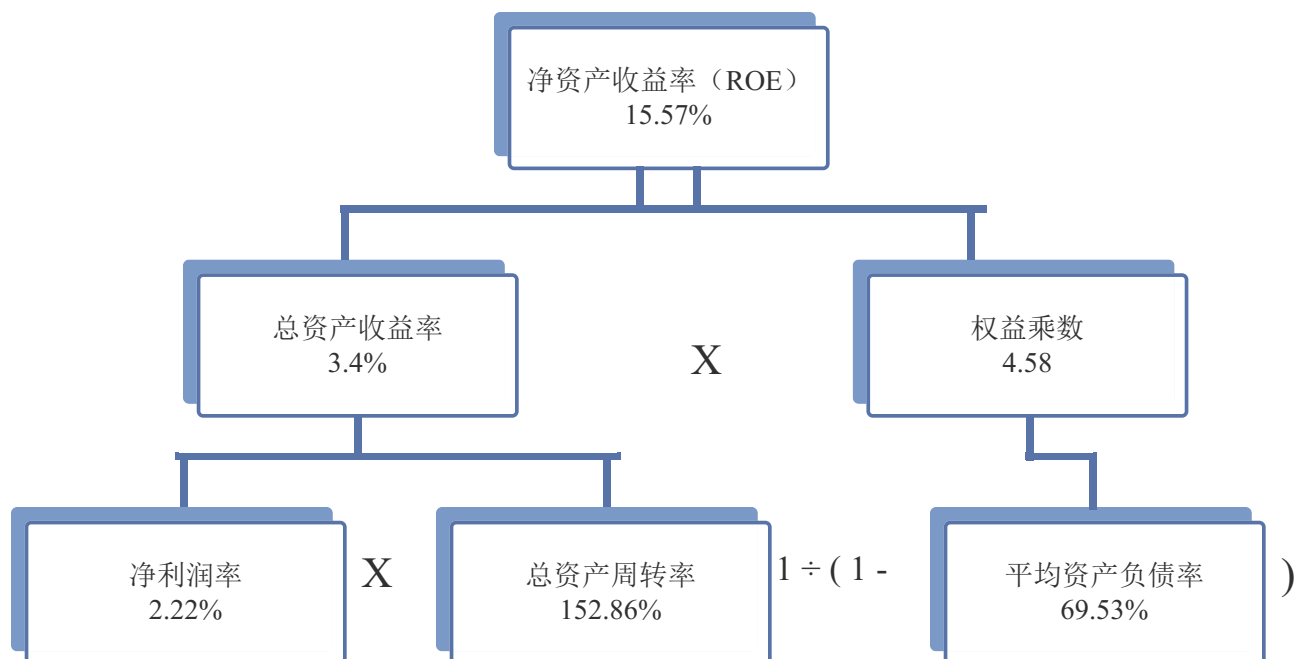 净资产收益率（ROE）
15.57%
总资产收益率
3.4%
X
权益乘数
4.58
净利润率
2.22%
X
总资产周转率
152.86%
1 ÷ ( 1 -
平均资产负债率
69.53%
)